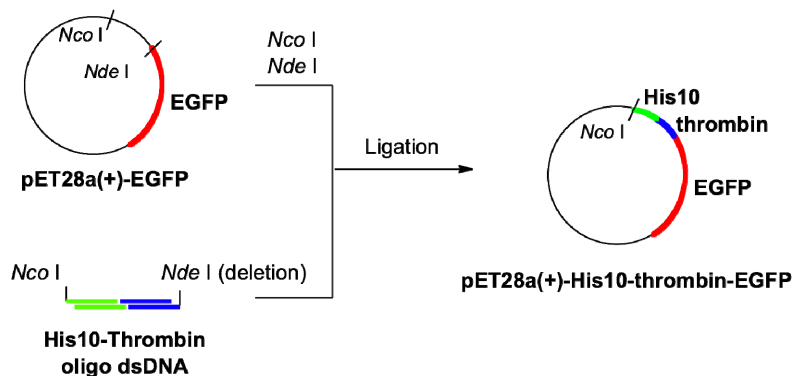 Nco I
Nde I
EGFP
pET28a(+)-EGFP
Nco I
Nde I
Ligation
His10
thrombin
Nco I
EGFP
pET28a(+)-His10-thrombin-EGFP
Nco I
Nde I (deletion)
His10-Thrombin
oligo dsDNA